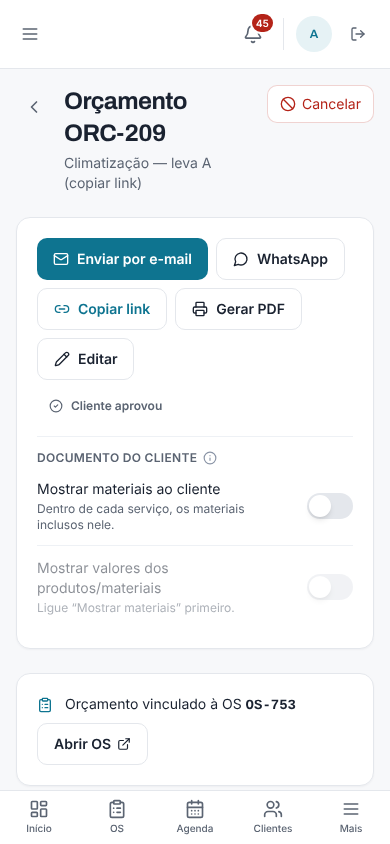 45
A
Orçamento
ORC-209
Cancelar
Climatização — leva A
(copiar link)
Enviar por e-mail
WhatsApp
Copiar link
Gerar PDF
Editar
Cliente aprovou
DOCUMENTO DO CLIENTE
Mostrar materiais ao cliente
Dentro de cada serviço, os materiais
inclusos nele.
Mostrar valores dos
produtos/materiais
Ligue “Mostrar materiais” primeiro.
Orçamento vinculado à OS OS-753
Abrir OS
Início
OS
Agenda
Clientes
Mais